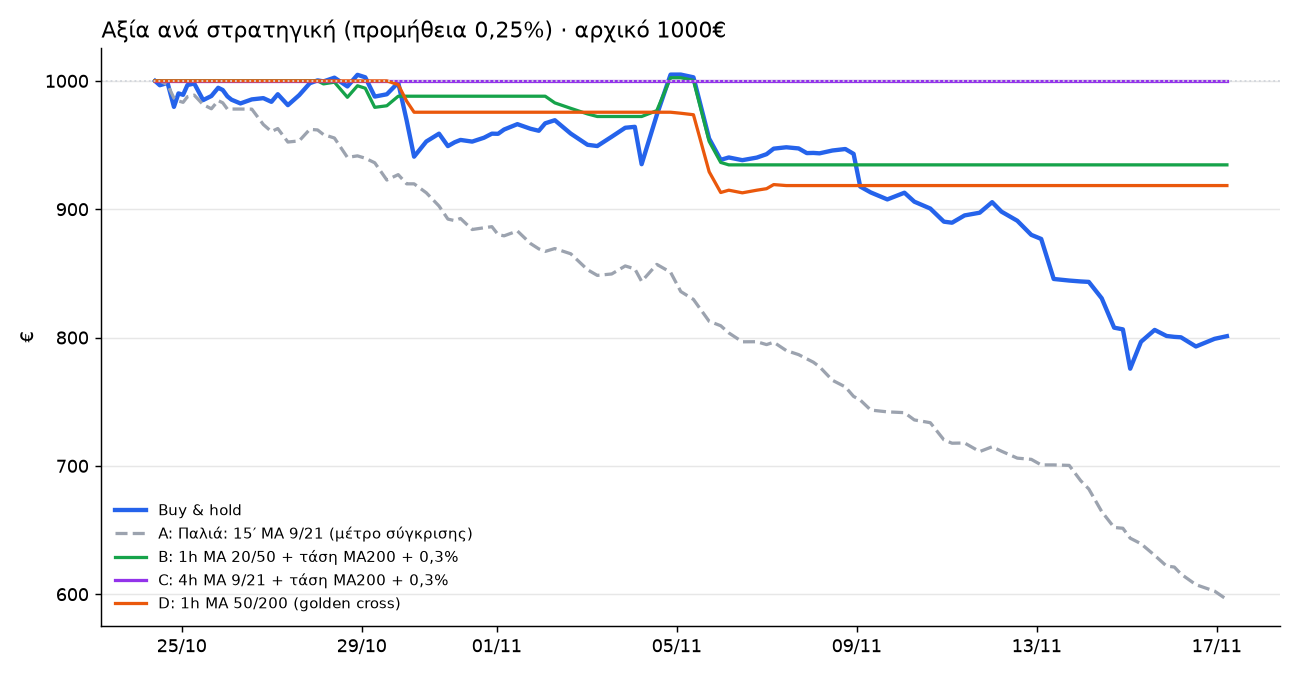 Αξία ανά στρατηγική (προμήθεια 0,25%) · αρχικό 1000€
1000
900
800
700
600
€
Buy & hold
A: Παλιά: 15΄ MA 9/21 (μέτρο σύγκρισης)
B: 1h MA 20/50 + τάση MA200 + 0,3%
C: 4h MA 9/21 + τάση MA200 + 0,3%
D: 1h MA 50/200 (golden cross)
25/10 29/10 01/11 05/11 09/11 13/11 17/11